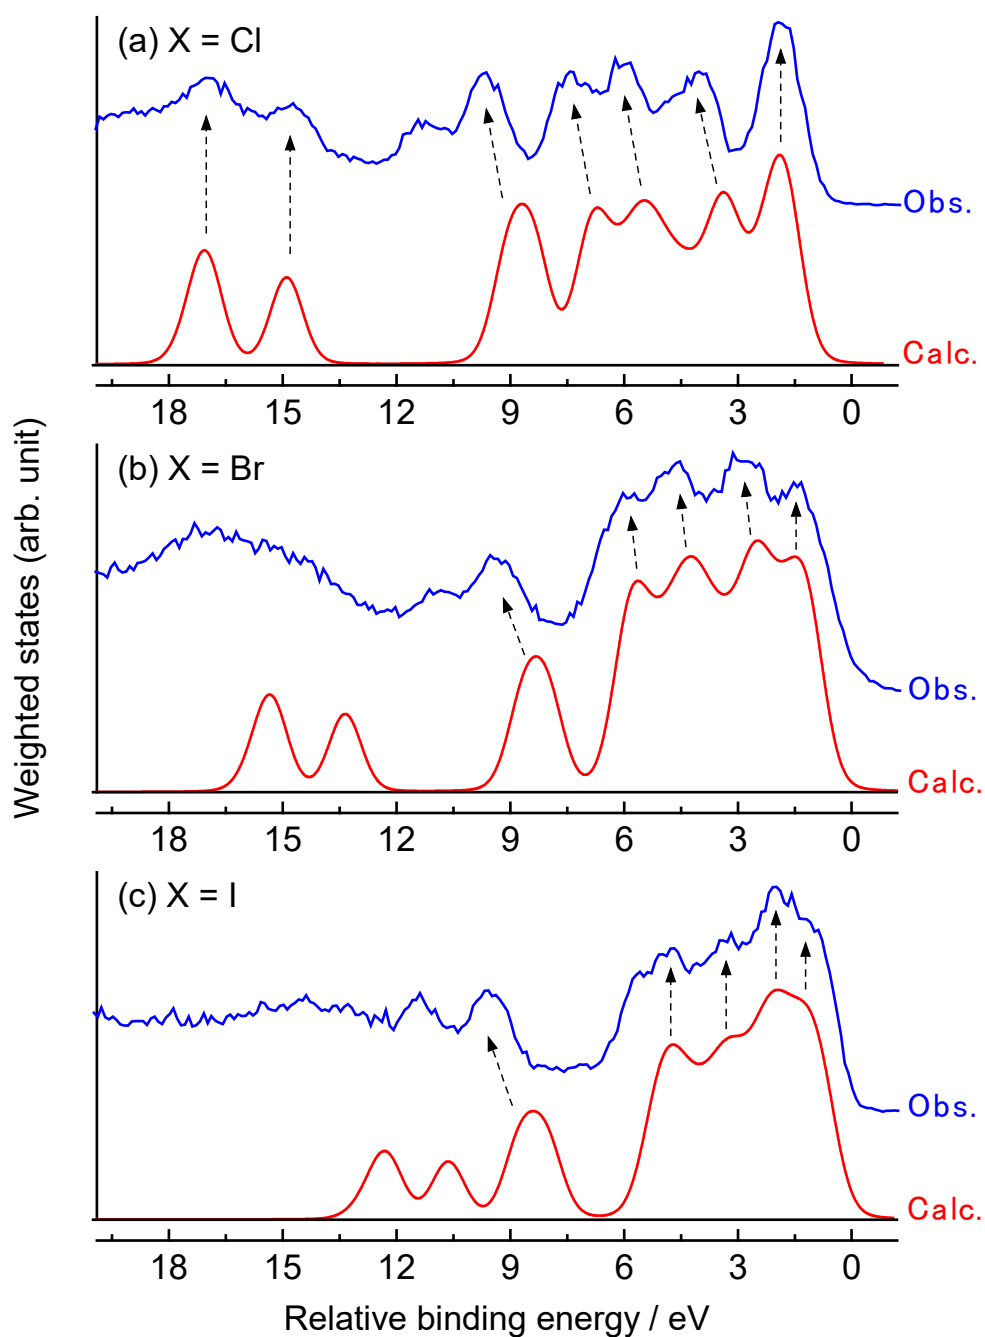 (a) X = Cl
Obs.
Calc.
18 15 12 9 6 3 0
Weighted states (arb. unit)
(b) X = Br
Obs.
Calc.
18 15 12 9 6 3 0
(c) X = I
Obs.
Calc.
18 15 12 9 6 3 0
Relative binding energy / eV